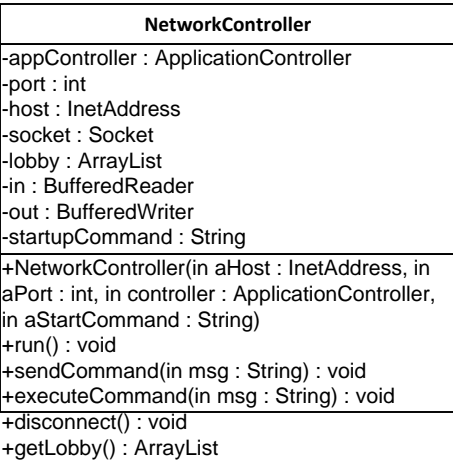 NetworkController
-appController : ApplicationController
-port : int
-host : InetAddress
-socket : Socket
-lobby : ArrayList
-in : BufferedReader
-out : BufferedWriter
-startupCommand : String
+NetworkController(in aHost : InetAddress, in
aPort : int, in controller : ApplicationController,
in aStartCommand : String)
+run() : void
+sendCommand(in msg : String) : void
+executeCommand(in msg : String) : void
+disconnect() : void
+getLobby() : ArrayList